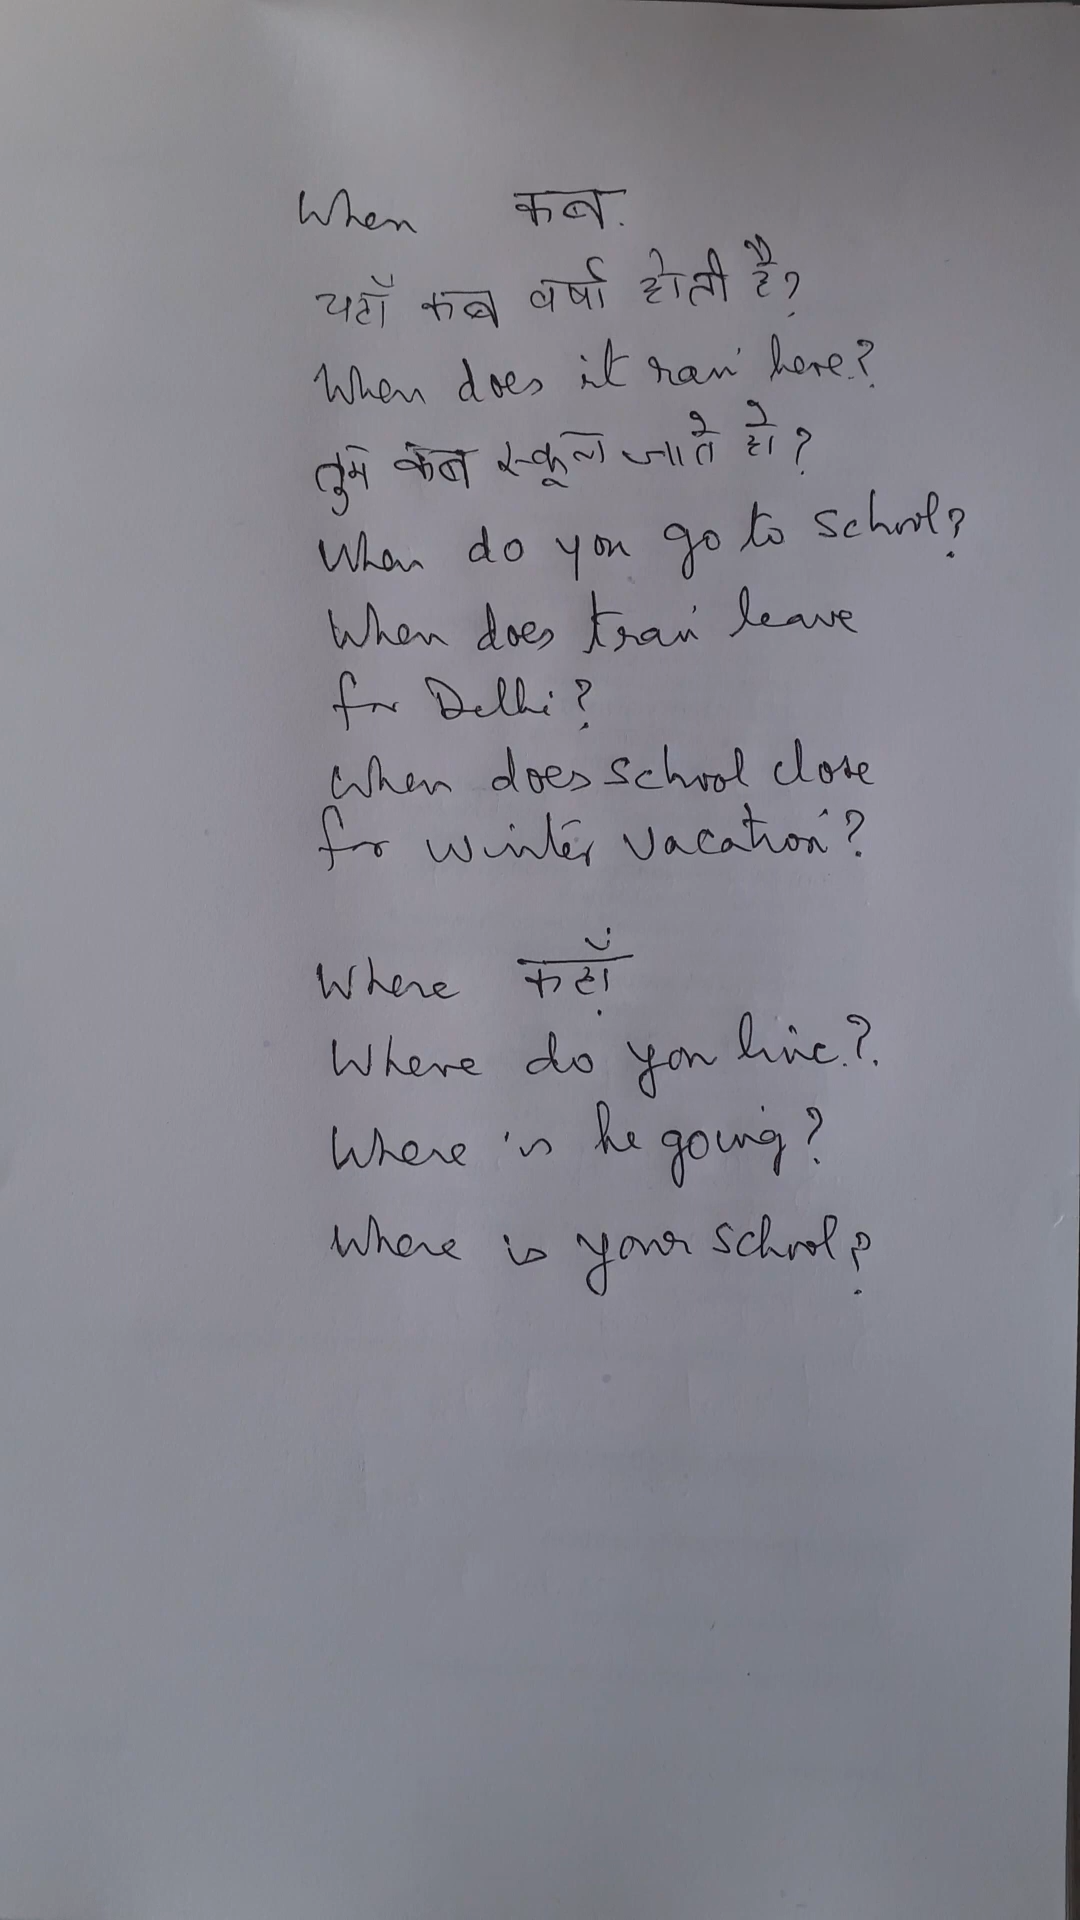 When कब.
यहाँ कब वर्षा होती है?
When does it rain here?
तुम कब स्कूल जाते हो?
When do you go to school?
When does train leave
for Delhi?
When does school close
for winter vacation?
Where कहाँ
Where do you live?.
Where is he going?
Where is your school?